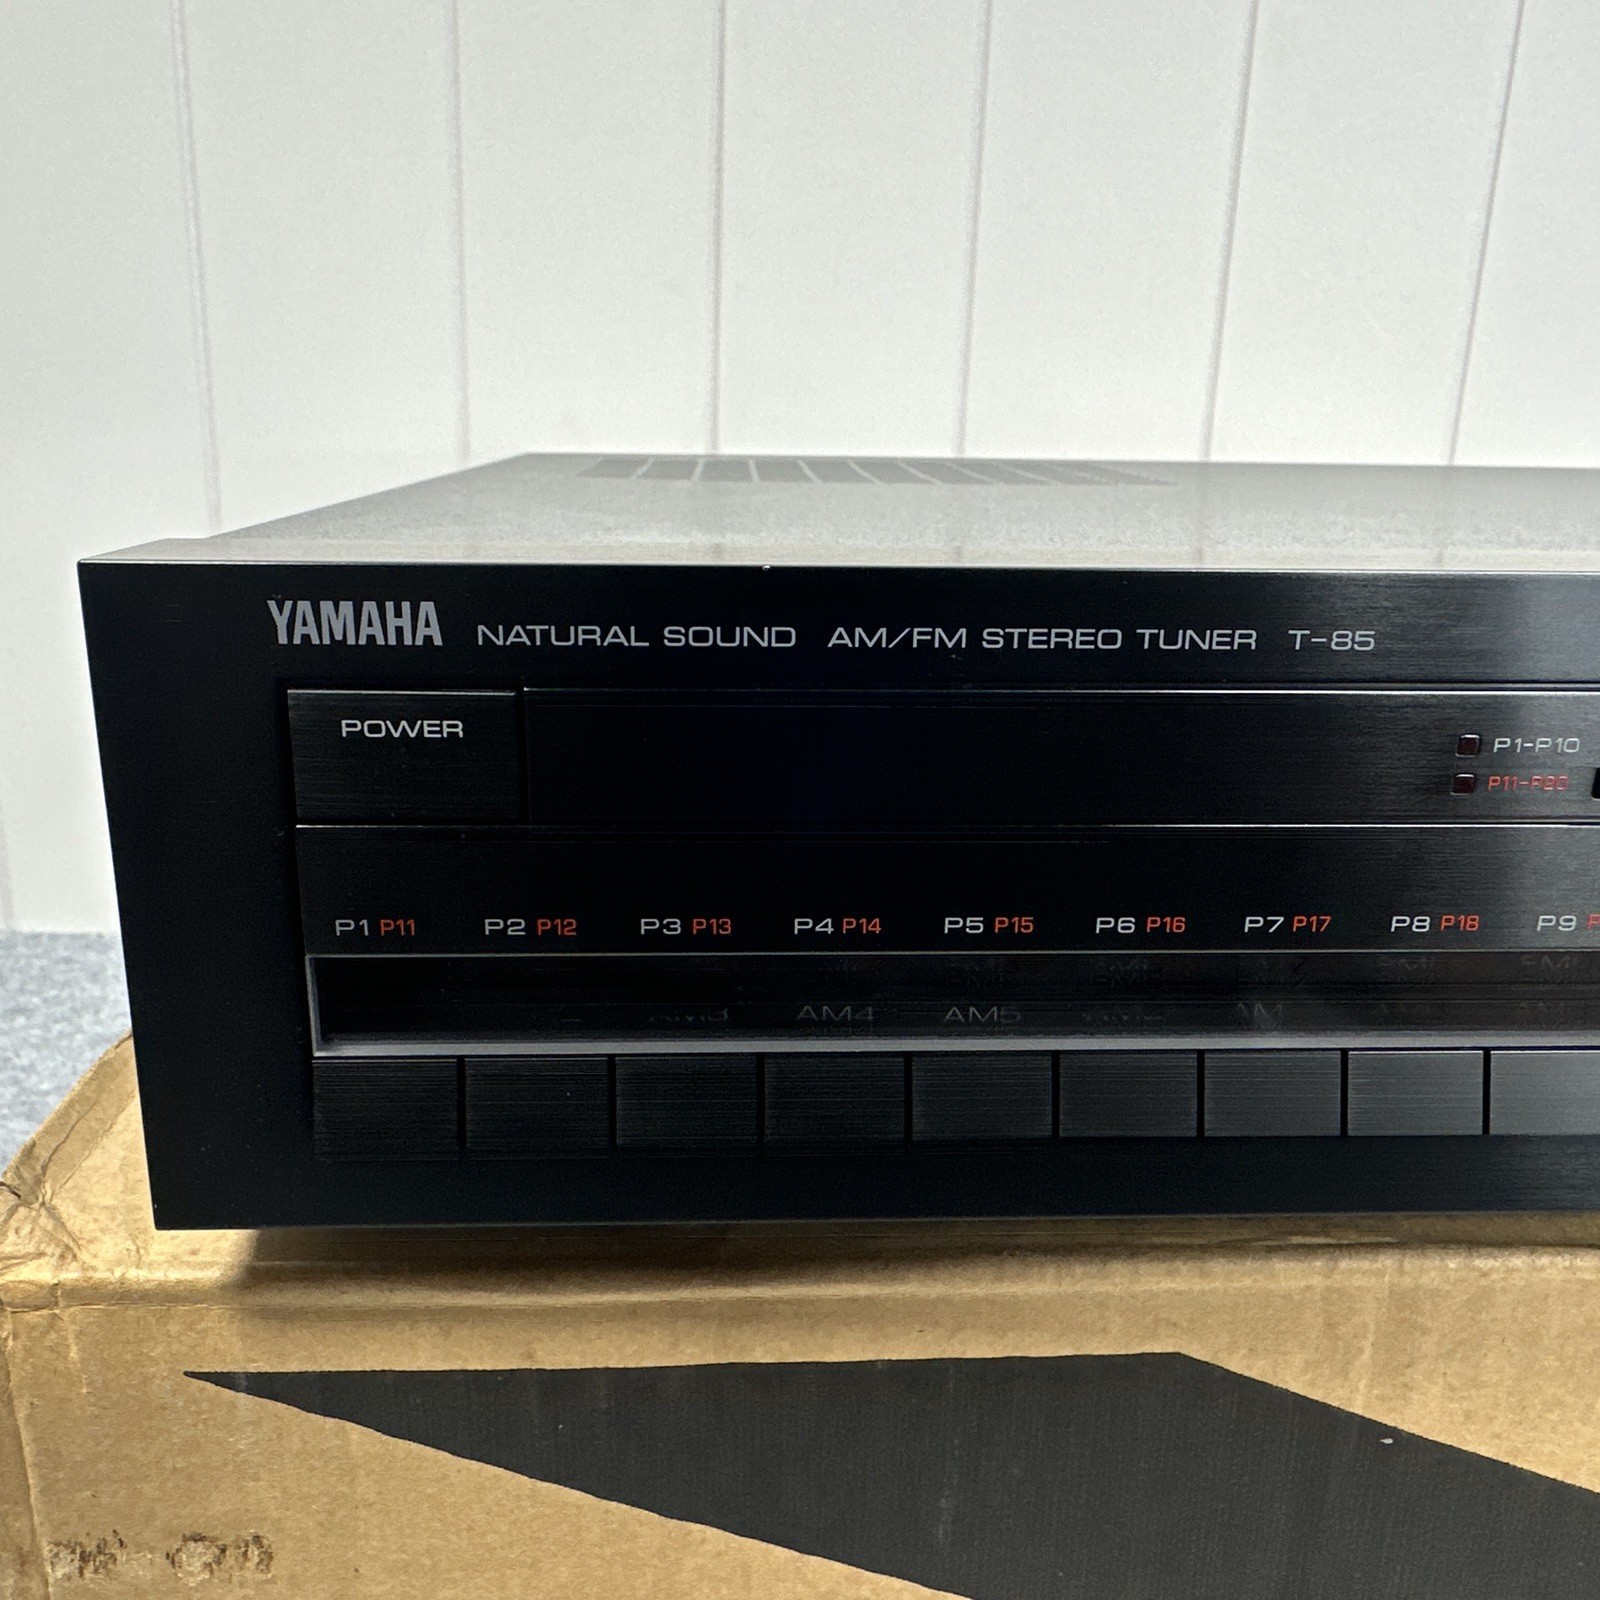 YAMAHA NATURAL SOUND AM/FM STEREO TUNER T-85
POWER
P1-P10
P11-P20
P1 P11 P2 P12 P3 P13 P4 P14 P5 P15 P6 P16 P7 P17 P8 P18 P9
AM3 AM4 AM5